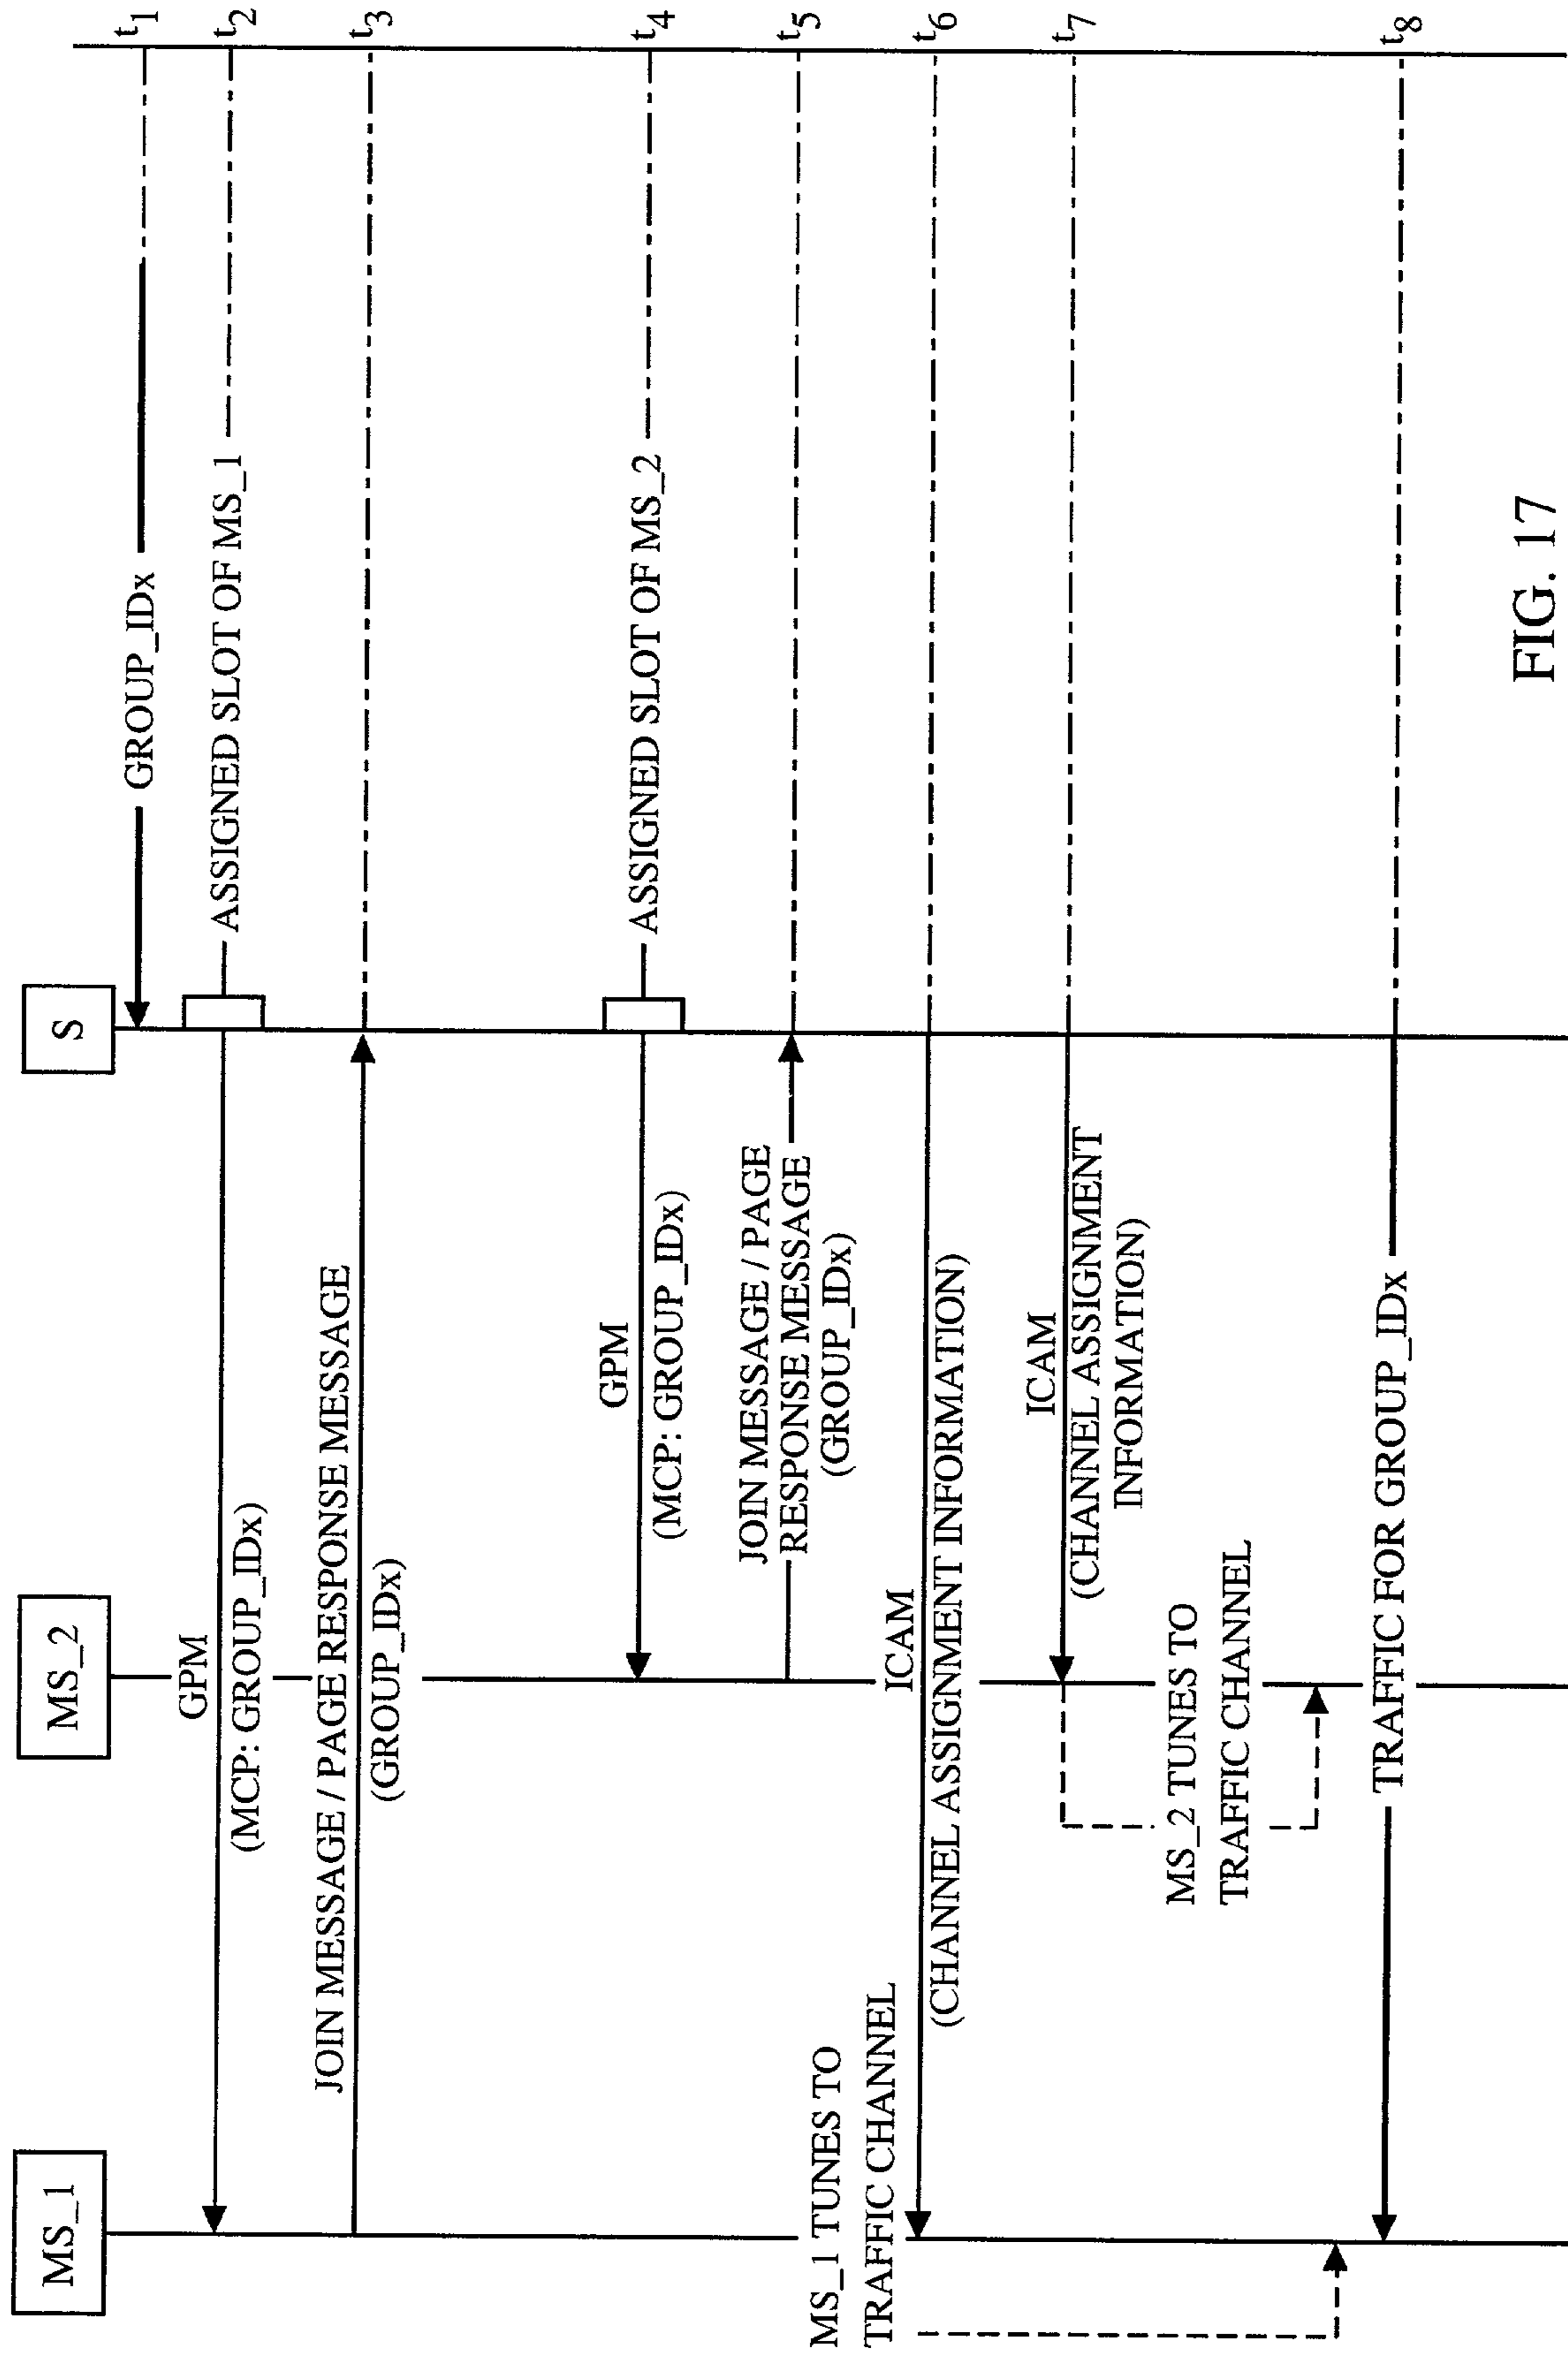 MS_1
MS_2
S
GROUP_IDx
t1
GPM
(MCP: GROUP_IDx)
ASSIGNED SLOT OF MS_1
t2
JOIN MESSAGE / PAGE RESPONSE MESSAGE
(GROUP_IDx)
t3
GPM
(MCP: GROUP_IDx)
ASSIGNED SLOT OF MS_2
t4
JOIN MESSAGE / PAGE
RESPONSE MESSAGE
(GROUP_IDx)
t5
MS_1 TUNES TO
TRAFFIC CHANNEL
ICAM
(CHANNEL ASSIGNMENT INFORMATION)
t6
ICAM
(CHANNEL ASSIGNMENT
INFORMATION)
t7
MS_2 TUNES TO
TRAFFIC CHANNEL
TRAFFIC FOR GROUP_IDx
t8
FIG. 17